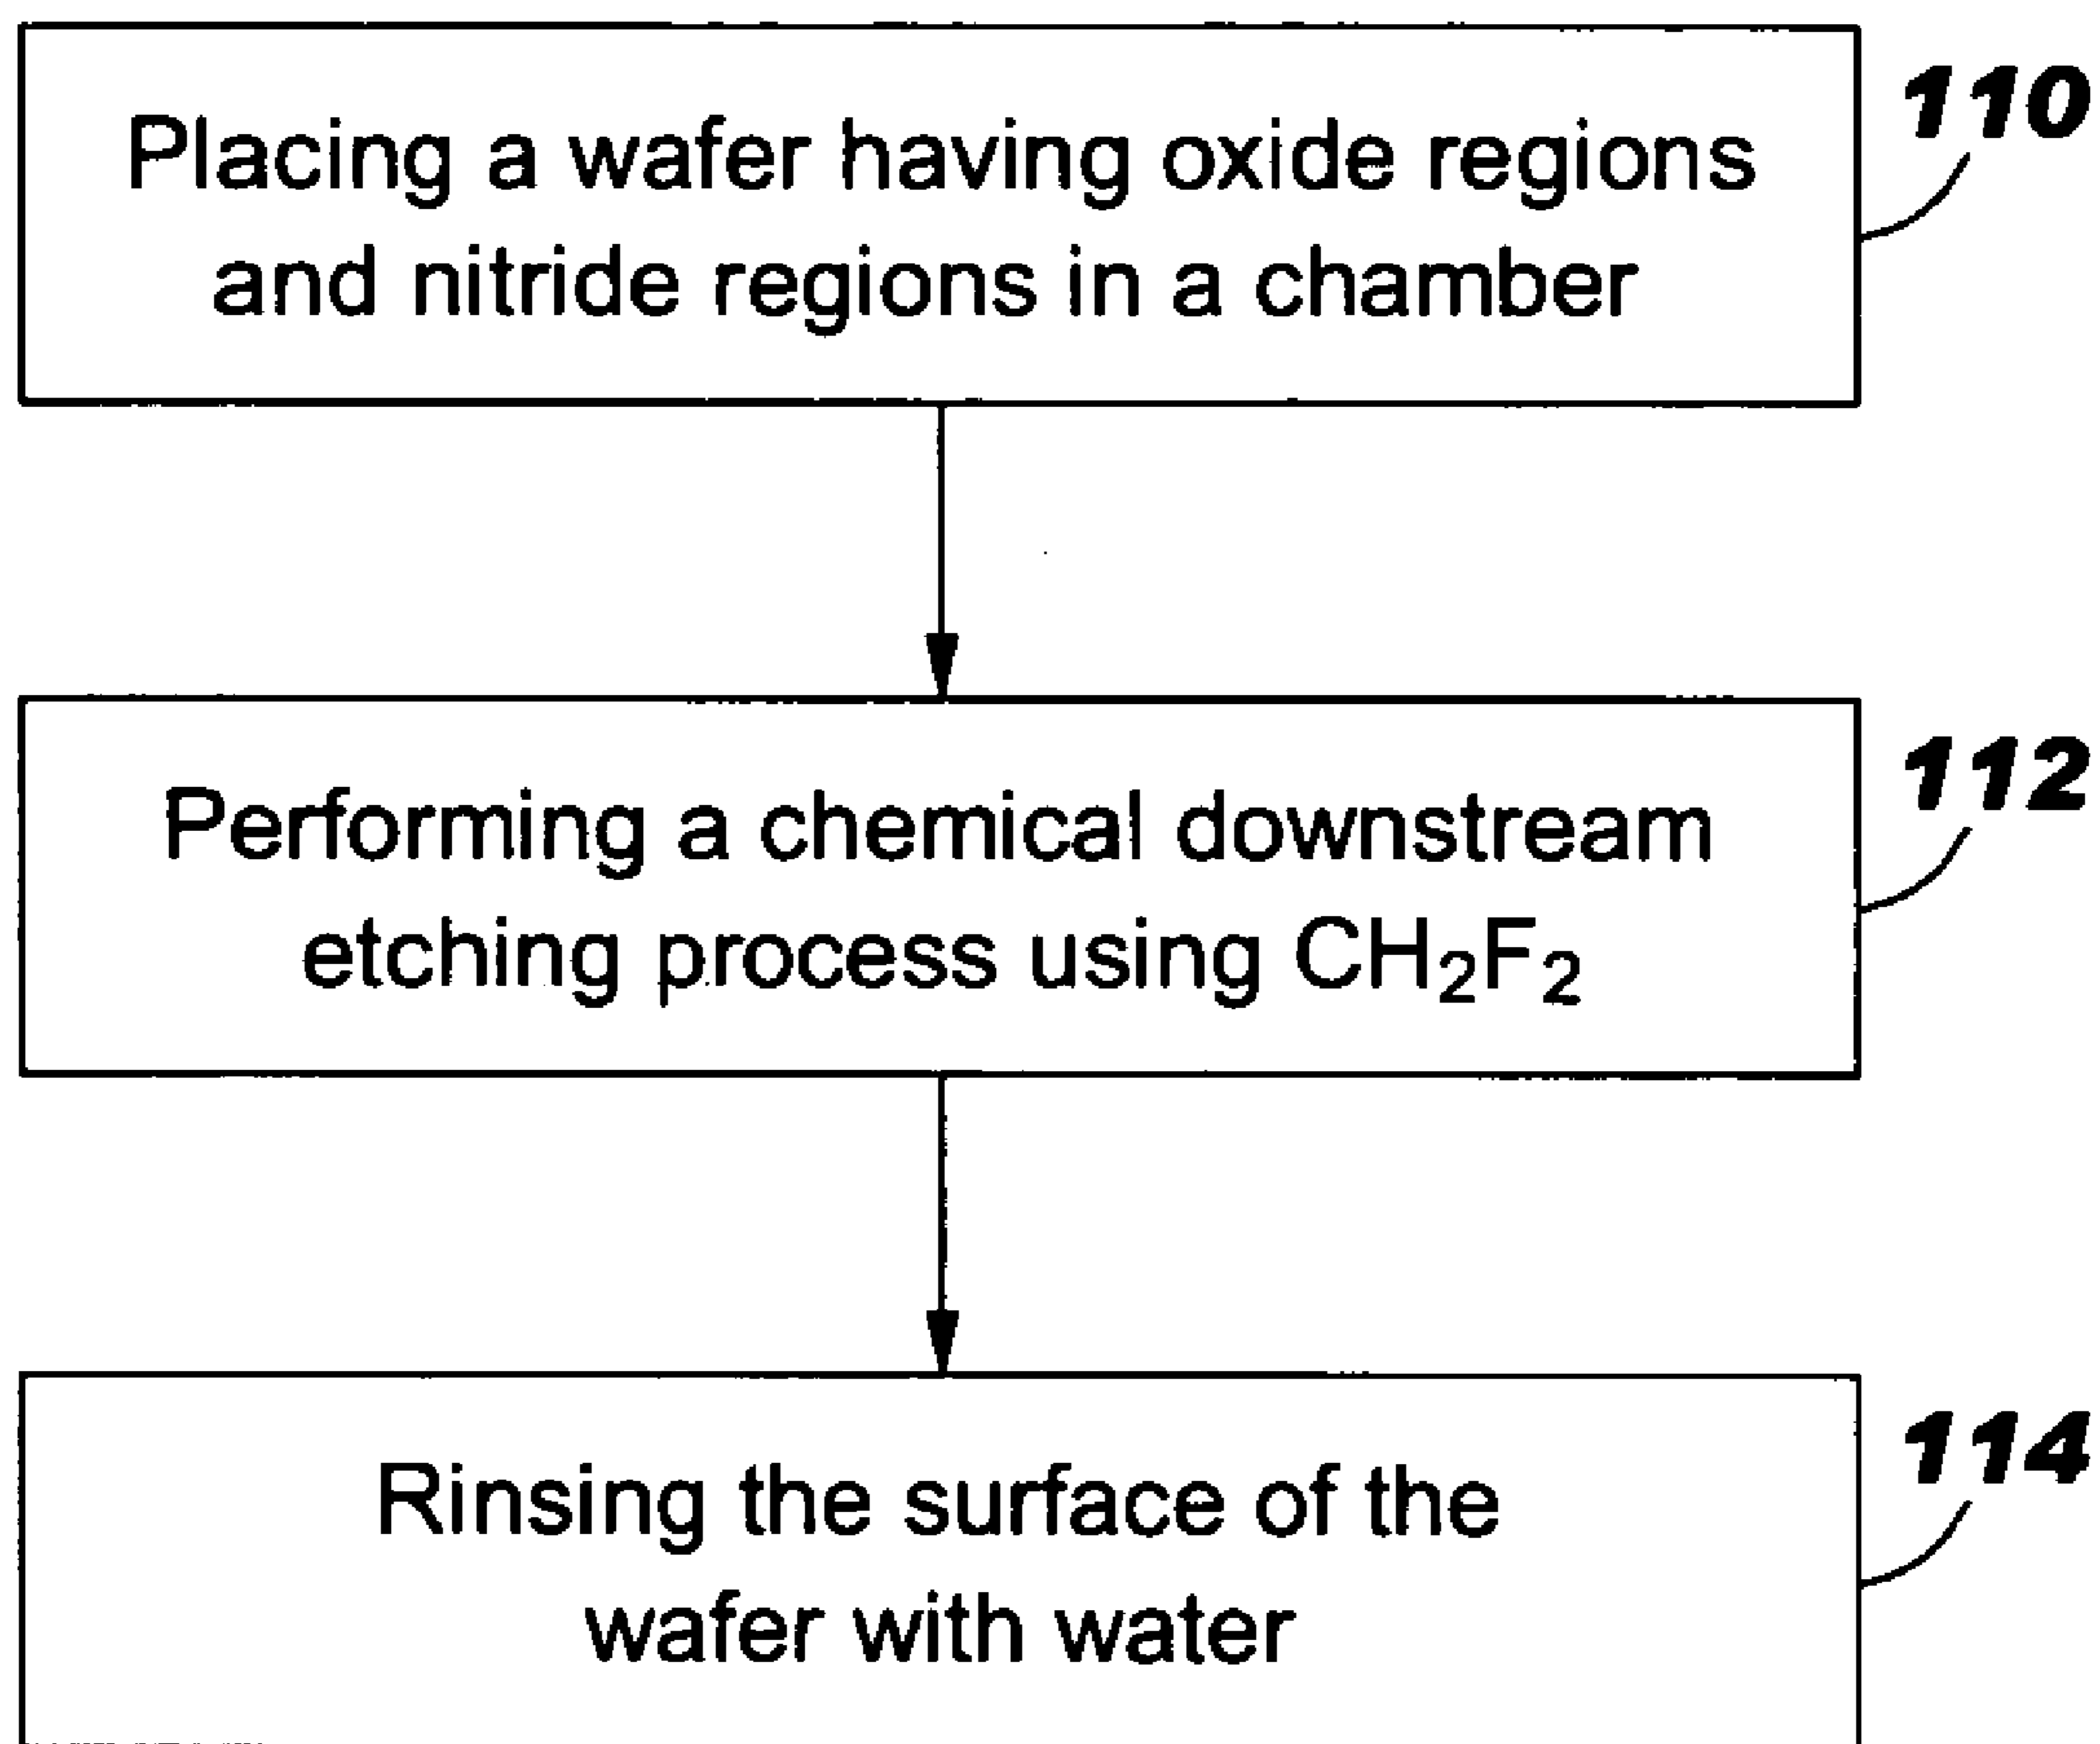 Placing a wafer having oxide regions
and nitride regions in a chamber
110
Performing a chemical downstream
etching process using CH₂F₂
112
Rinsing the surface of the
wafer with water
114